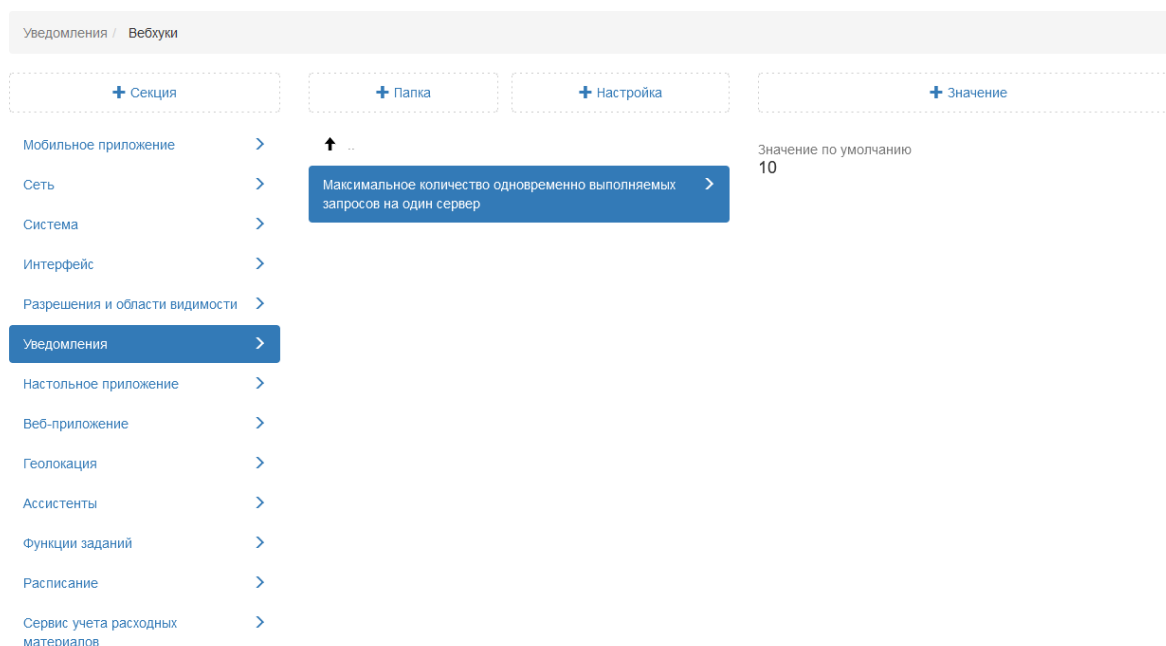 Уведомления / Вебхуки
Секция
Папка
Настройка
Значение
Мобильное приложение
Сеть
Система
Интерфейс
Разрешения и области видимости
Уведомления
Настольное приложение
Веб-приложение
Геолокация
Ассистенты
Функции заданий
Расписание
Сервис учета расходных
материалов
..
Максимальное количество одновременно выполняемых
запросов на один сервер
Значение по умолчанию
10